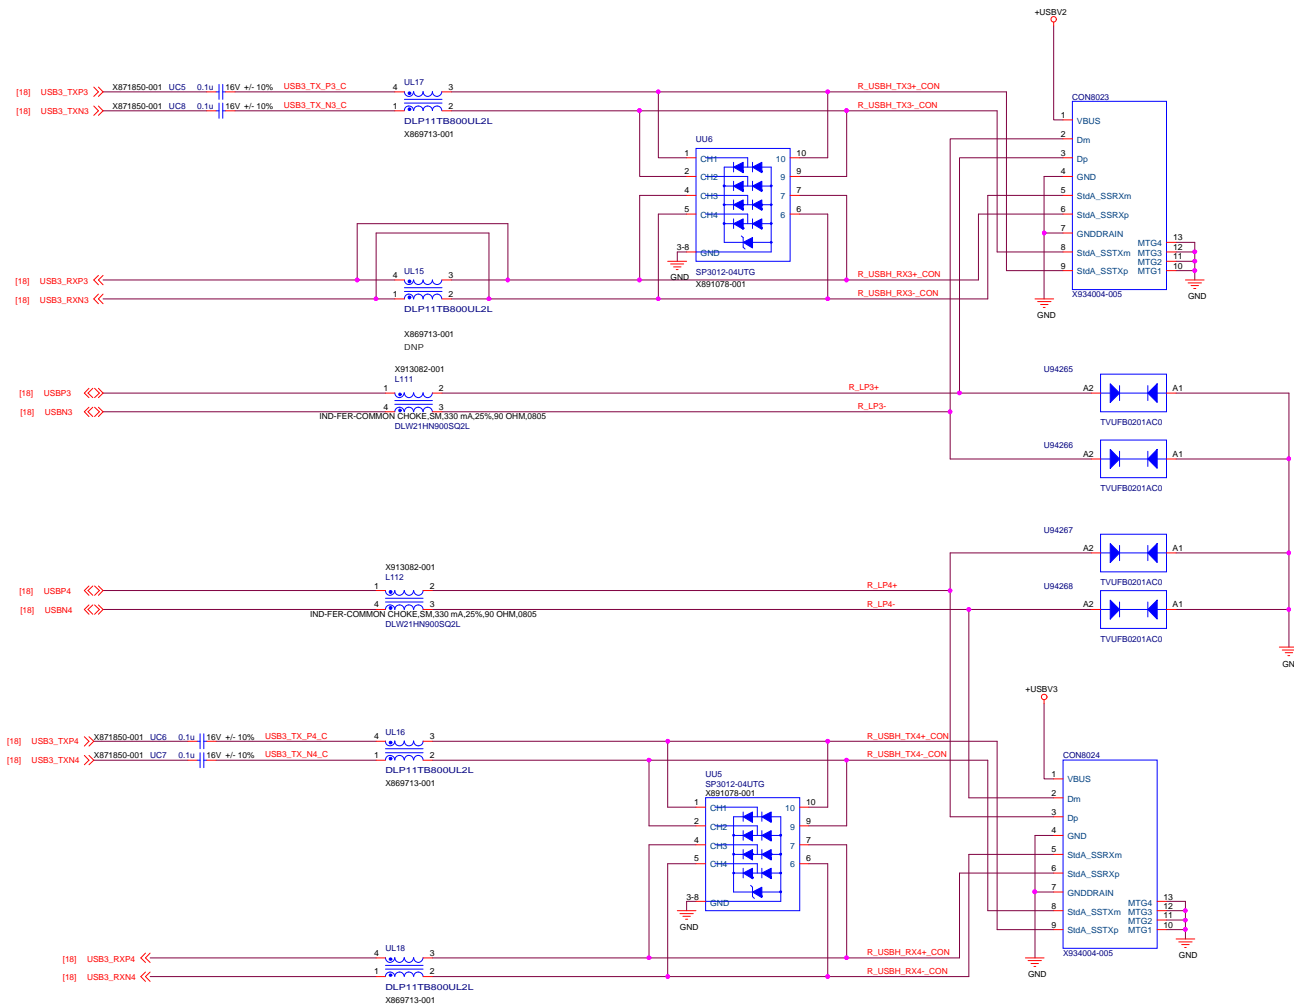 +USBV2
[18] USB3_TXP3 X871850-001 UC5 0.1u 16V +/- 10% USB3_TX_P3_C
UL17
4 3
R_USBH_TX3+_CON
[18] USB3_TXN3 X871850-001 UC8 0.1u 16V +/- 10% USB3_TX_N3_C
1 2
R_USBH_TX3-_CON
DLP11TB800UL2L
X869713-001
UU6
1 CH1 10 10
2 CH2 9 9
4 CH3 7 7
5 CH4 6 6
3-8 GND
GND
SP3012-04UTG
X891078-001
CON8023
1 VBUS
2 Dm
3 Dp
4 GND
5 StdA_SSRXm
6 StdA_SSRXp
7 GNDDRAIN
8 StdA_SSTXm
9 StdA_SSTXp
MTG4 13
MTG3 12
MTG2 11
MTG1 10
X934004-005
GND
GND
[18] USB3_RXP3
UL15
4 3
R_USBH_RX3+_CON
[18] USB3_RXN3
1 2
R_USBH_RX3-_CON
DLP11TB800UL2L
X869713-001
DNP
X913082-001
L111
[18] USBP3
1 2
R_LP3+
[18] USBN3
4 3
R_LP3-
IND-FER-COMMON CHOKE,SM,330 mA,25%,90 OHM,0805
DLW21HN900SQ2L
U94265
A2 A1
TVUFB0201AC0
U94266
A2 A1
TVUFB0201AC0
U94267
A2 A1
TVUFB0201AC0
U94268
A2 A1
TVUFB0201AC0
GN
X913082-001
L112
[18] USBP4
1 2
R_LP4+
[18] USBN4
4 3
R_LP4-
IND-FER-COMMON CHOKE,SM,330 mA,25%,90 OHM,0805
DLW21HN900SQ2L
+USBV3
[18] USB3_TXP4 X871850-001 UC6 0.1u 16V +/- 10% USB3_TX_P4_C
UL16
4 3
R_USBH_TX4+_CON
[18] USB3_TXN4 X871850-001 UC7 0.1u 16V +/- 10% USB3_TX_N4_C
1 2
R_USBH_TX4-_CON
DLP11TB800UL2L
X869713-001
UU5
SP3012-04UTG
X891078-001
1 CH1 10 10
2 CH2 9 9
4 CH3 7 7
5 CH4 6 6
3-8 GND
GND
CON8024
1 VBUS
2 Dm
3 Dp
4 GND
5 StdA_SSRXm
6 StdA_SSRXp
7 GNDDRAIN
8 StdA_SSTXm
9 StdA_SSTXp
MTG4 13
MTG3 12
MTG2 11
MTG1 10
X934004-005
GND
GND
[18] USB3_RXP4
UL18
4 3
R_USBH_RX4+_CON
[18] USB3_RXN4
1 2
R_USBH_RX4-_CON
DLP11TB800UL2L
X869713-001